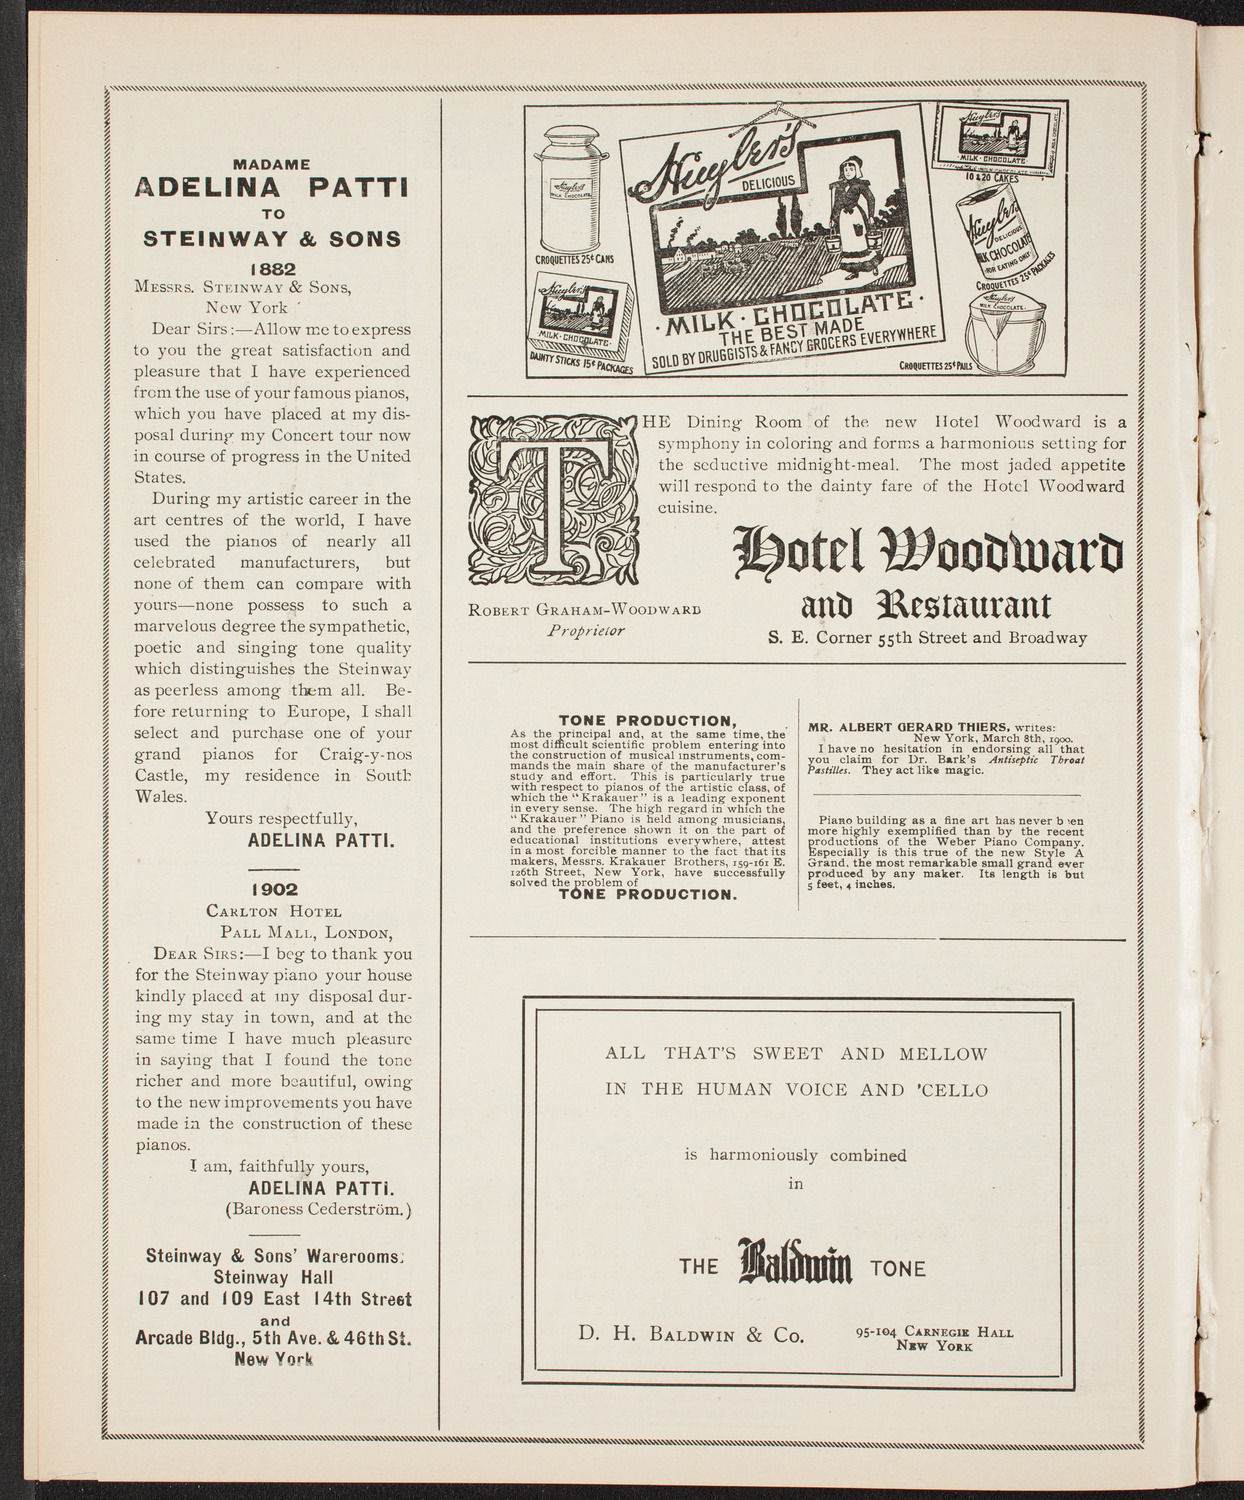 MADAME
ADELINA PATTI
TO
STEINWAY & SONS
1882
MESSRS. STEINWAY & SONS,
New York
Dear Sirs:—Allow me to express
to you the great satisfaction and
pleasure that I have experienced
from the use of your famous pianos,
which you have placed at my dis-
posal during my Concert tour now
in course of progress in the United
States.
During my artistic career in the
art centres of the world, I have
used the pianos of nearly all
celebrated manufacturers, but
none of them can compare with
yours—none possess to such a
marvelous degree the sympathetic,
poetic and singing tone quality
which distinguishes the Steinway
as peerless among them all. Be-
fore returning to Europe, I shall
select and purchase one of your
grand pianos for Craig-y-nos
Castle, my residence in South
Wales.
Yours respectfully,
ADELINA PATTI.
1902
CARLTON HOTEL
PALL MALL, LONDON,
DEAR SIRS:—I beg to thank you
for the Steinway piano your house
kindly placed at my disposal dur-
ing my stay in town, and at the
same time I have much pleasure
in saying that I found the tone
richer and more beautiful, owing
to the new improvements you have
made in the construction of these
pianos.
I am, faithfully yours,
ADELINA PATTI.
(Baroness Cederström.)
Steinway & Sons' Warerooms.
Steinway Hall
107 and 109 East 14th Street
and
Arcade Bldg., 5th Ave. & 46th St.
New York
Huyler's
MILK CHOCOLATE
CROQUETTES 25¢ CANS
Huyler's
MILK·CHOCOLATE·
DAINTY STICKS 15¢ PACKAGES
Huyler's
DELICIOUS
·MILK·CHOCOLATE·
THE BEST MADE
SOLD BY DRUGGISTS & FANCY GROCERS EVERYWHERE
Huyler's
·MILK·CHOCOLATE·
10 & 20 CAKES
Huyler's
DELICIOUS
MILK CHOCOLATE
FOR EATING ONLY
CROQUETTES 25¢ PACKAGES
Huyler's
MILK CHOCOLATE.
CROQUETTES 25¢ PAILS
THE Dining Room of the new Hotel Woodward is a
symphony in coloring and forms a harmonious setting for
the seductive midnight-meal. The most jaded appetite
will respond to the dainty fare of the Hotel Woodward
cuisine.
Hotel Woodward
and Restaurant
ROBERT GRAHAM-WOODWARD
Proprietor
S. E. Corner 55th Street and Broadway
TONE PRODUCTION,
As the principal and, at the same time, the
most difficult scientific problem entering into
the construction of musical instruments, com-
mands the main share of the manufacturer's
study and effort. This is particularly true
with respect to pianos of the artistic class, of
which the "Krakauer" is a leading exponent
in every sense. The high regard in which the
"Krakauer" Piano is held among musicians,
and the preference shown it on the part of
educational institutions everywhere, attest
in a most forcible manner to the fact that its
makers, Messrs. Krakauer Brothers, 159-161 E.
126th Street, New York, have successfully
solved the problem of
TONE PRODUCTION.
MR. ALBERT GERARD THIERS, writes:
New York, March 8th, 1900.
I have no hesitation in endorsing all that
you claim for Dr. Bark's Antiseptic Throat
Pastilles. They act like magic.
Piano building as a fine art has never b en
more highly exemplified than by the recent
productions of the Weber Piano Company.
Especially is this true of the new Style A
Grand, the most remarkable small grand ever
produced by any maker. Its length is but
5 feet, 4 inches.
ALL THAT'S SWEET AND MELLOW
IN THE HUMAN VOICE AND 'CELLO
is harmoniously combined
in
THE Baldwin TONE
D. H. BALDWIN & CO.
95-104 CARNEGIE HALL
NEW YORK